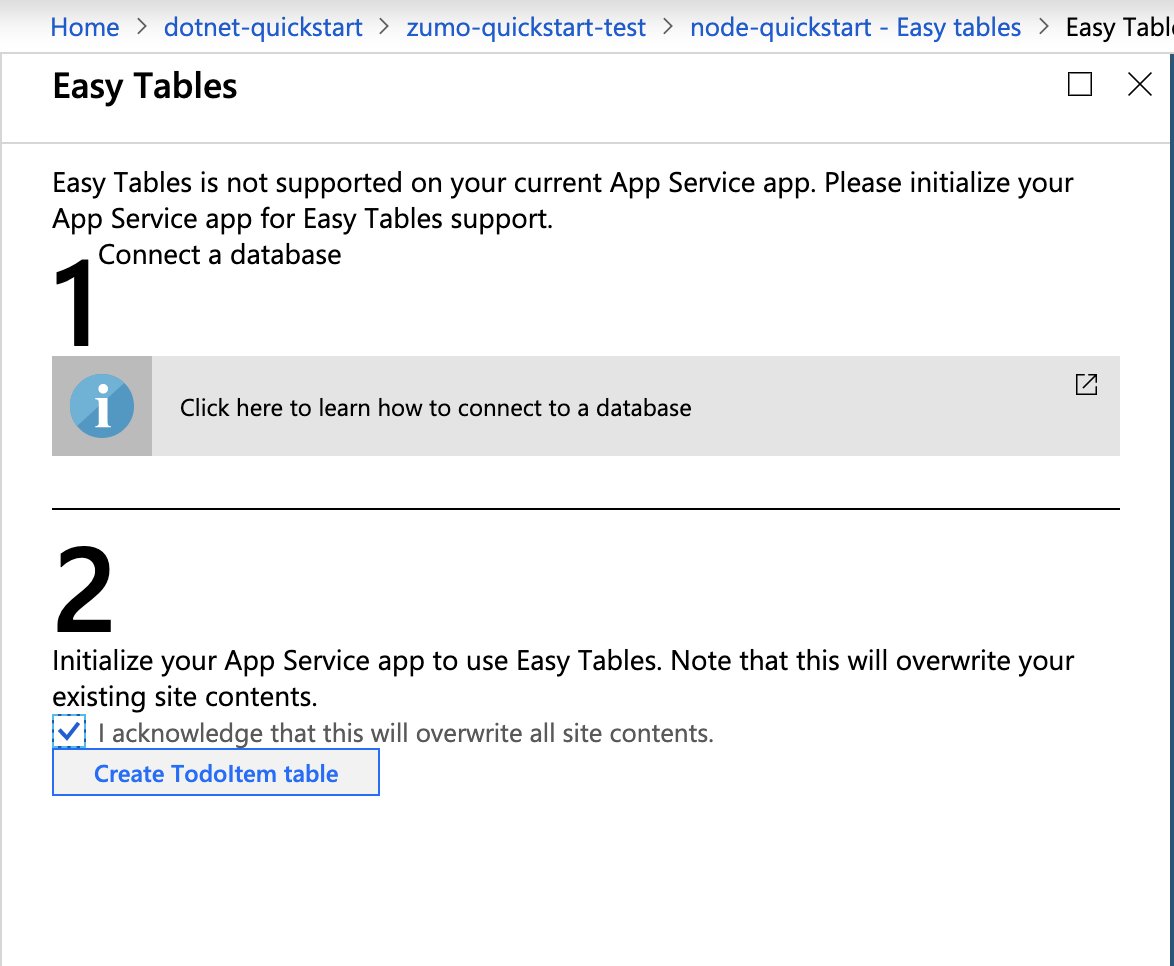 Home > dotnet-quickstart > zumo-quickstart-test > node-quickstart - Easy tables > Easy Table
Easy Tables
Easy Tables is not supported on your current App Service app. Please initialize your
App Service app for Easy Tables support.
1 Connect a database
Click here to learn how to connect to a database
2
Initialize your App Service app to use Easy Tables. Note that this will overwrite your
existing site contents.
I acknowledge that this will overwrite all site contents.
Create TodoItem table